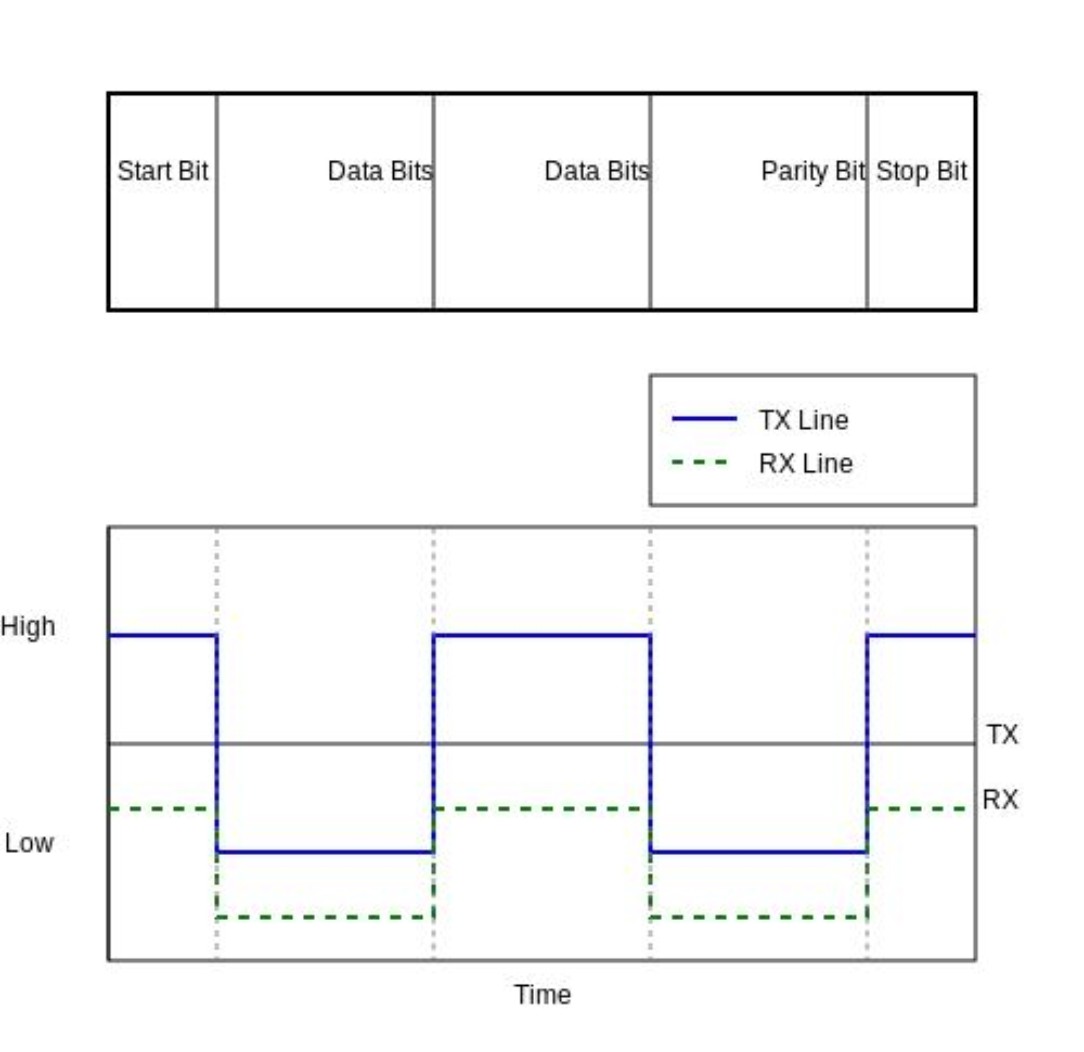 Start Bit
Data Bits
Data Bits
Parity Bit
Stop Bit
TX Line
RX Line
High
TX
RX
Low
Time